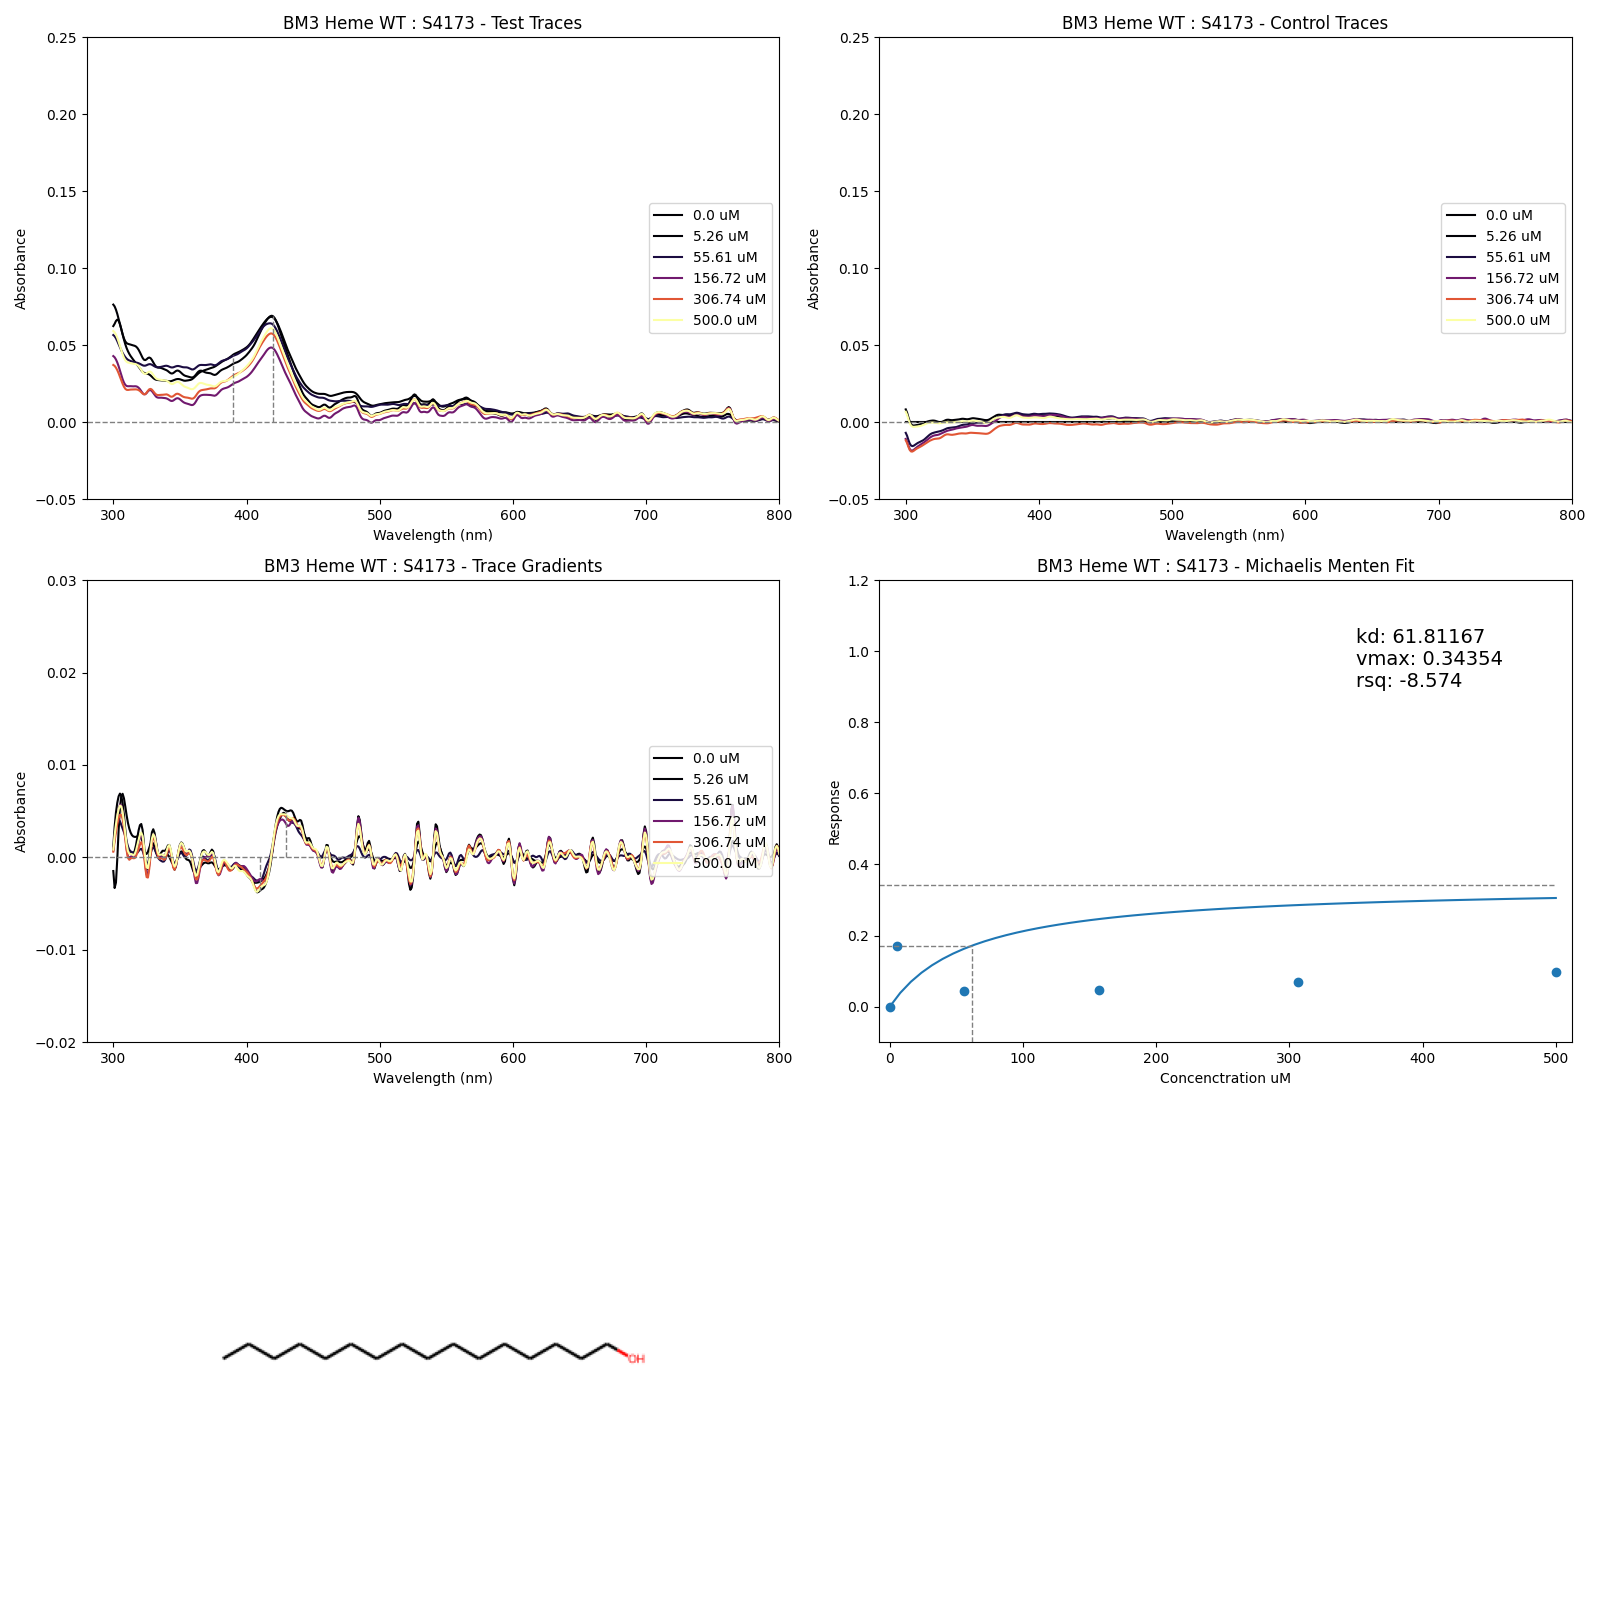 BM3 Heme WT : S4173 - Test Traces
0.25
0.20
0.15
0.10
0.05
0.00
−0.05
Absorbance
300 400 500 600 700 800
Wavelength (nm)
0.0 uM
5.26 uM
55.61 uM
156.72 uM
306.74 uM
500.0 uM
BM3 Heme WT : S4173 - Control Traces
0.25
0.20
0.15
0.10
0.05
0.00
−0.05
Absorbance
300 400 500 600 700 800
Wavelength (nm)
0.0 uM
5.26 uM
55.61 uM
156.72 uM
306.74 uM
500.0 uM
BM3 Heme WT : S4173 - Trace Gradients
0.03
0.02
0.01
0.00
−0.01
−0.02
Absorbance
300 400 500 600 700 800
Wavelength (nm)
0.0 uM
5.26 uM
55.61 uM
156.72 uM
306.74 uM
500.0 uM
BM3 Heme WT : S4173 - Michaelis Menten Fit
1.2
1.0
0.8
0.6
0.4
0.2
0.0
Response
0 100 200 300 400 500
Concenctration uM
kd: 61.81167
vmax: 0.34354
rsq: -8.574
OH